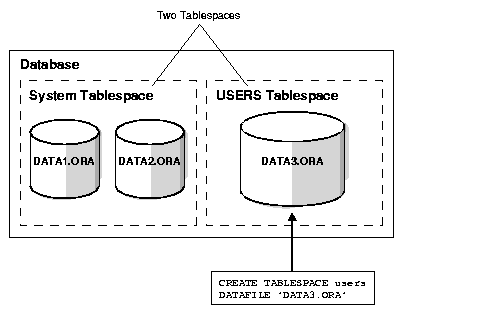 Two Tablespaces
Database
System Tablespace
USERS Tablespace
DATA1.ORA
DATA2.ORA
DATA3.ORA
CREATE TABLESPACE users
DATAFILE 'DATA3.ORA'